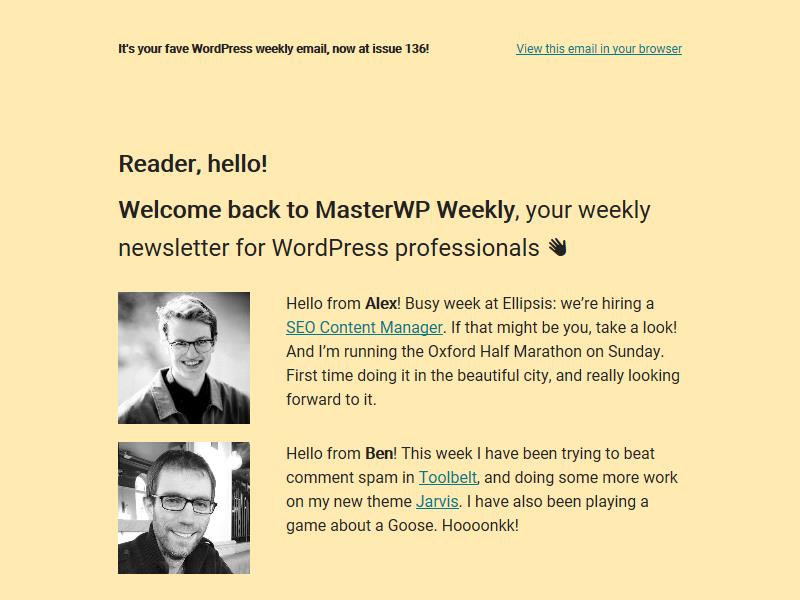 It's your fave WordPress weekly email, now at issue 136!
View this email in your browser
Reader, hello!
Welcome back to MasterWP Weekly, your weekly
newsletter for WordPress professionals 👋
Hello from Alex! Busy week at Ellipsis: we’re hiring a
SEO Content Manager. If that might be you, take a look!
And I’m running the Oxford Half Marathon on Sunday.
First time doing it in the beautiful city, and really looking
forward to it.
Hello from Ben! This week I have been trying to beat
comment spam in Toolbelt, and doing some more work
on my new theme Jarvis. I have also been playing a
game about a Goose. Hoooonkk!